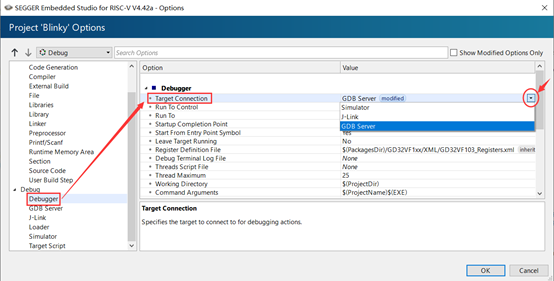 SEGGER Embedded Studio for RISC-V V4.42a - Options
Project 'Blinky' Options
Debug
Search Options
Show Modified Options Only
Code Generation
Compiler
External Build
File
Libraries
Library
Linker
Preprocessor
Printf/Scanf
Runtime Memory Area
Section
Source Code
User Build Step
Debug
Debugger
GDB Server
J-Link
Loader
Simulator
Target Script
Option Value
Debugger
Target Connection GDB Server modified
Run To Control Simulator
Run To J-Link
Startup Completion Point GDB Server
Start From Entry Point Symbol Yes
Leave Target Running No
Register Definition File $(PackagesDir)/GD32VF1xx/XML/GD32VF103_Registers.xml inherit
Debug Terminal Log File None
Threads Script File None
Thread Maximum 25
Working Directory $(ProjectDir)
Command Arguments $(ProjectName)$(EXE)
Target Connection
Specifies the target to connect to for debugging actions.
OK Cancel